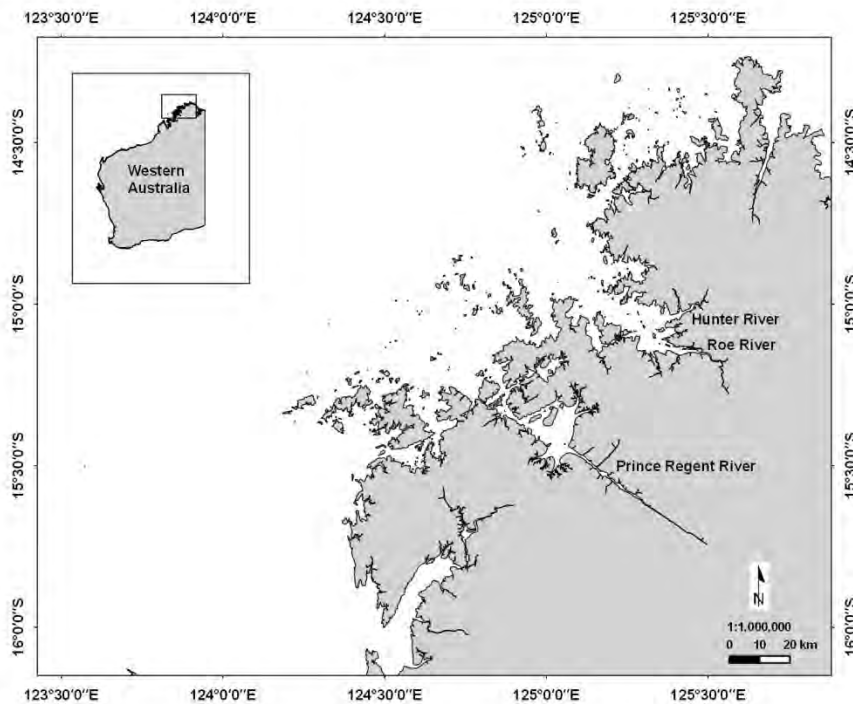 123°30'0''E 124°0'0''E 124°30'0''E 125°0'0''E 125°30'0''E
14°30'0''S
14°30'0''S
Western
Australia
15°0'0''S
15°0'0''S
Hunter River
Roe River
15°30'0''S
15°30'0''S
Prince Regent River
N
16°0'0''S
16°0'0''S
1:1,000,000
0 10 20 km
123°30'0''E 124°0'0''E 124°30'0''E 125°0'0''E 125°30'0''E